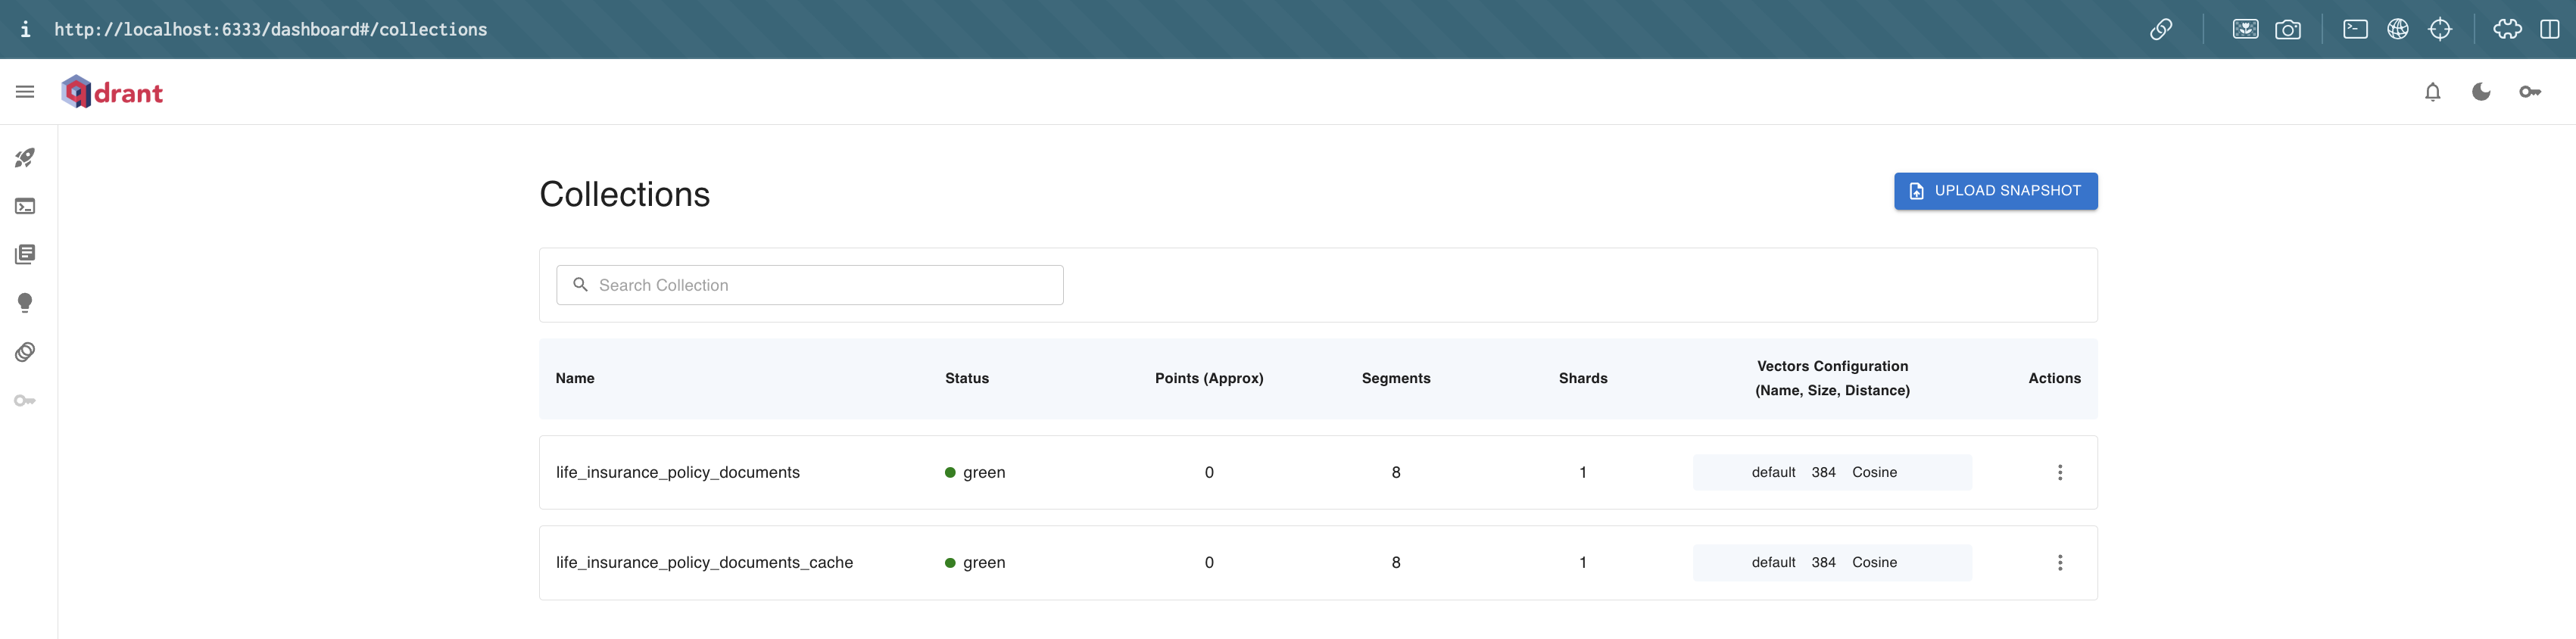 i http://localhost:6333/dashboard#/collections
qdrant
Collections
UPLOAD SNAPSHOT
Search Collection
Name Status Points (Approx) Segments Shards Vectors Configuration (Name, Size, Distance) Actions
life_insurance_policy_documents green 0 8 1 default 384 Cosine
life_insurance_policy_documents_cache green 0 8 1 default 384 Cosine